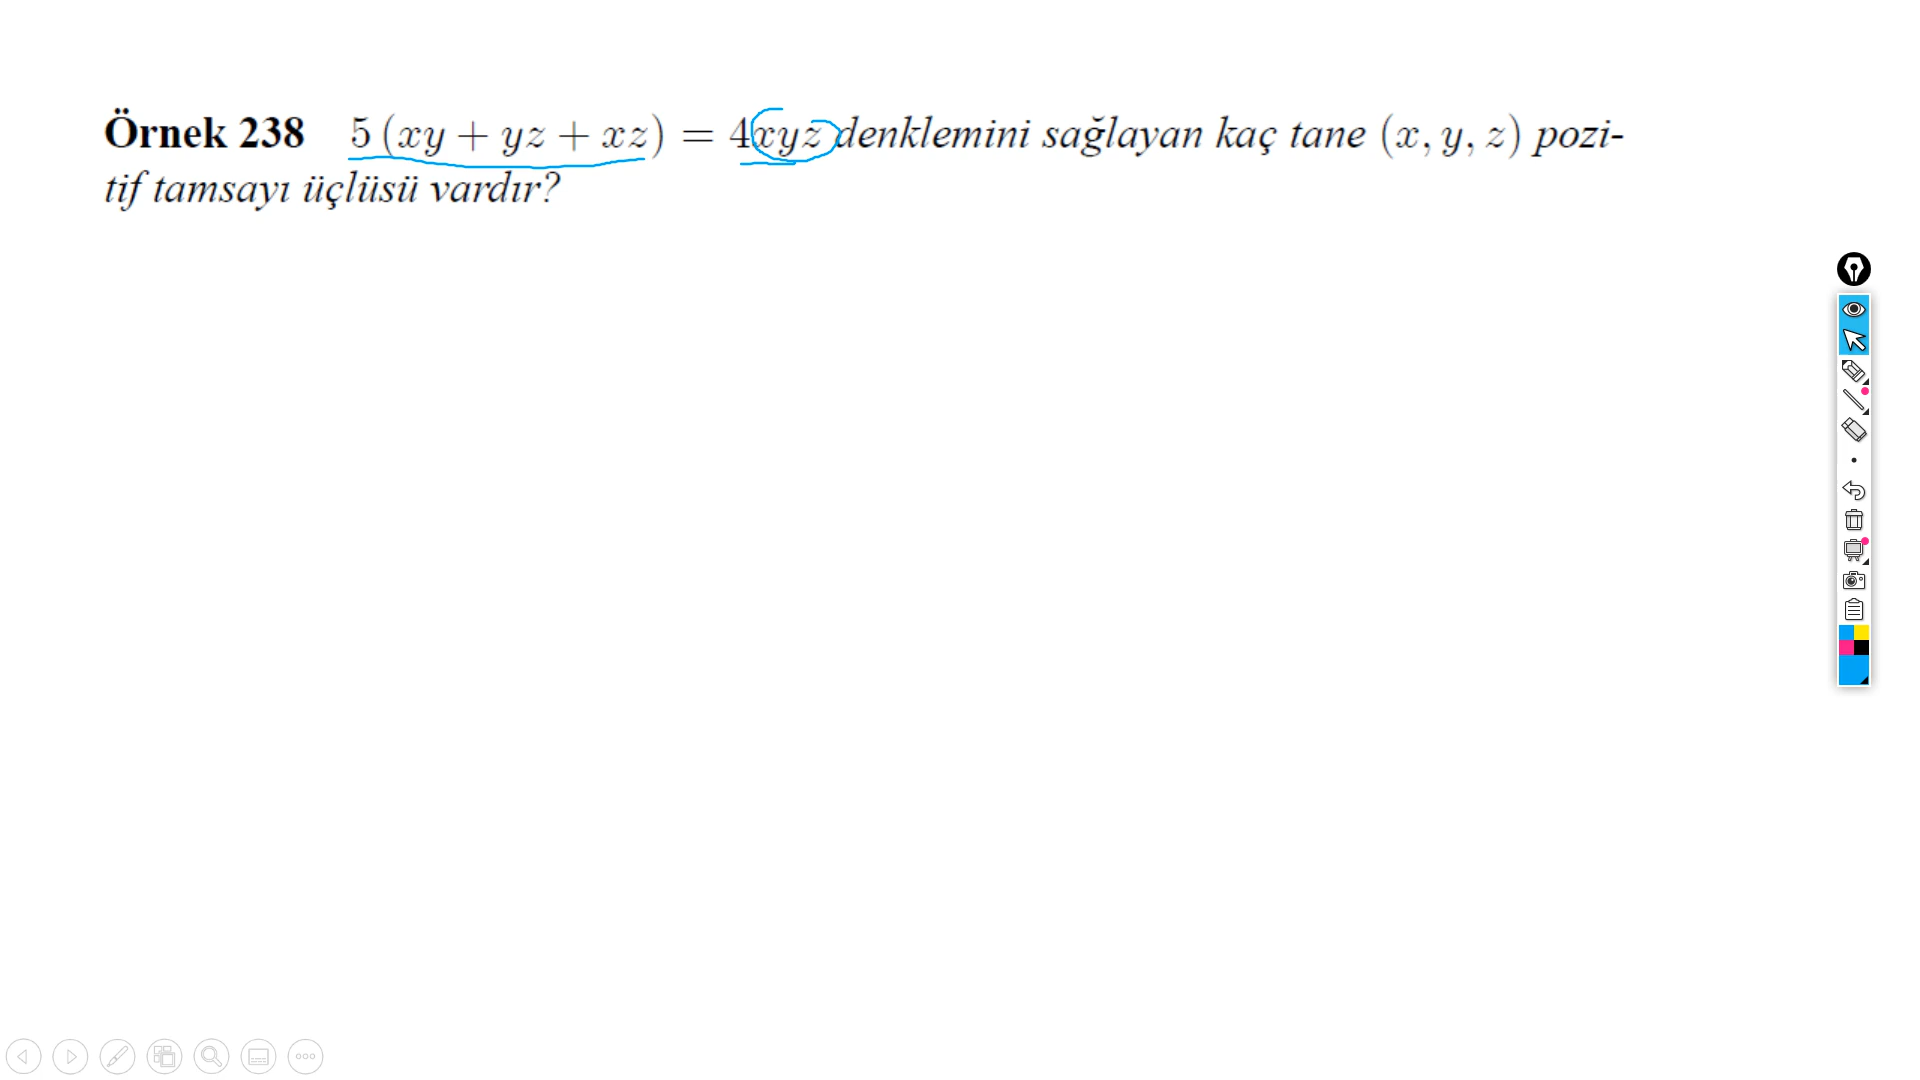 Örnek 238 5 (xy + yz + xz) = 4xyz denklemini sağlayan kaç tane (x, y, z) pozi-
tif tamsayı üçlüsü vardır?